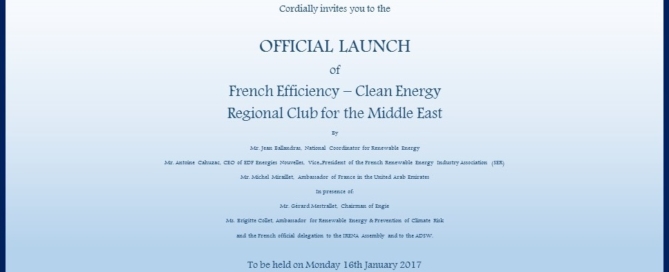 Cordially invites you to the
OFFICIAL LAUNCH
of
French Efficiency – Clean Energy
Regional Club for the Middle East
By
Mr. Jean Ballandras, National Coordinator for Renewable Energy
Mr. Antoine Cahuzac, CEO of EDF Energies Nouvelles, Vice-President of the French Renewable Energy Industry Association (SER)
Mr. Michel Miraillet, Ambassador of France in the United Arab Emirates
In presence of:
Mr. Gérard Mestrallet, Chairman of Engie
Ms. Brigitte Collet, Ambassador for Renewable Energy & Prevention of Climate Risk
and the French official delegation to the IRENA Assembly and to the ADSW.
To be held on Monday 16th January 2017